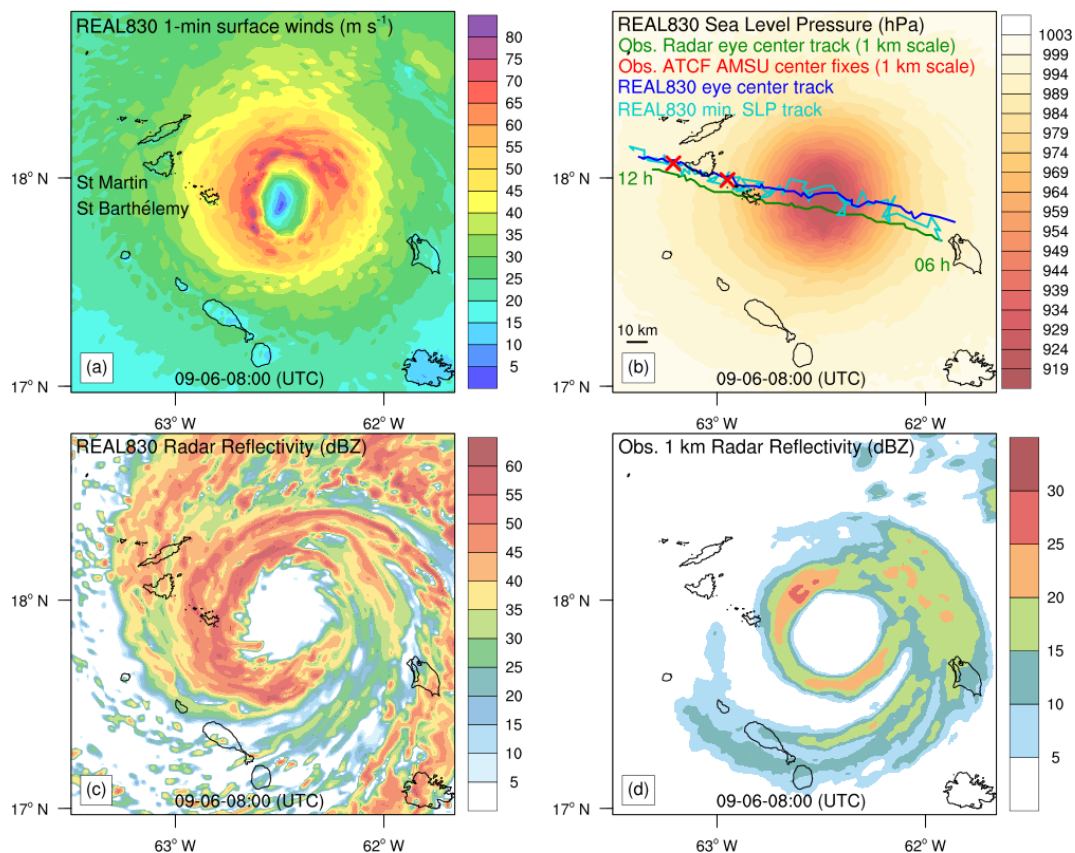 REAL830 1-min surface winds (m s⁻¹)
St Martin
St Barthélemy
18° N
17° N
(a)
09-06-08:00 (UTC)
63° W
62° W
80
75
70
65
60
55
50
45
40
35
30
25
20
15
10
5
REAL830 Sea Level Pressure (hPa)
Obs. Radar eye center track (1 km scale)
Obs. ATCF AMSU center fixes (1 km scale)
REAL830 eye center track
REAL830 min. SLP track
18° N
12 h
06 h
10 km
17° N
(b)
09-06-08:00 (UTC)
63° W
62° W
1003
999
994
989
984
979
974
969
964
959
954
949
944
939
934
929
924
919
REAL830 Radar Reflectivity (dBZ)
18° N
17° N
(c)
09-06-08:00 (UTC)
63° W
62° W
60
55
50
45
40
35
30
25
20
15
10
5
Obs. 1 km Radar Reflectivity (dBZ)
18° N
17° N
(d)
09-06-08:00 (UTC)
63° W
62° W
30
25
20
15
10
5